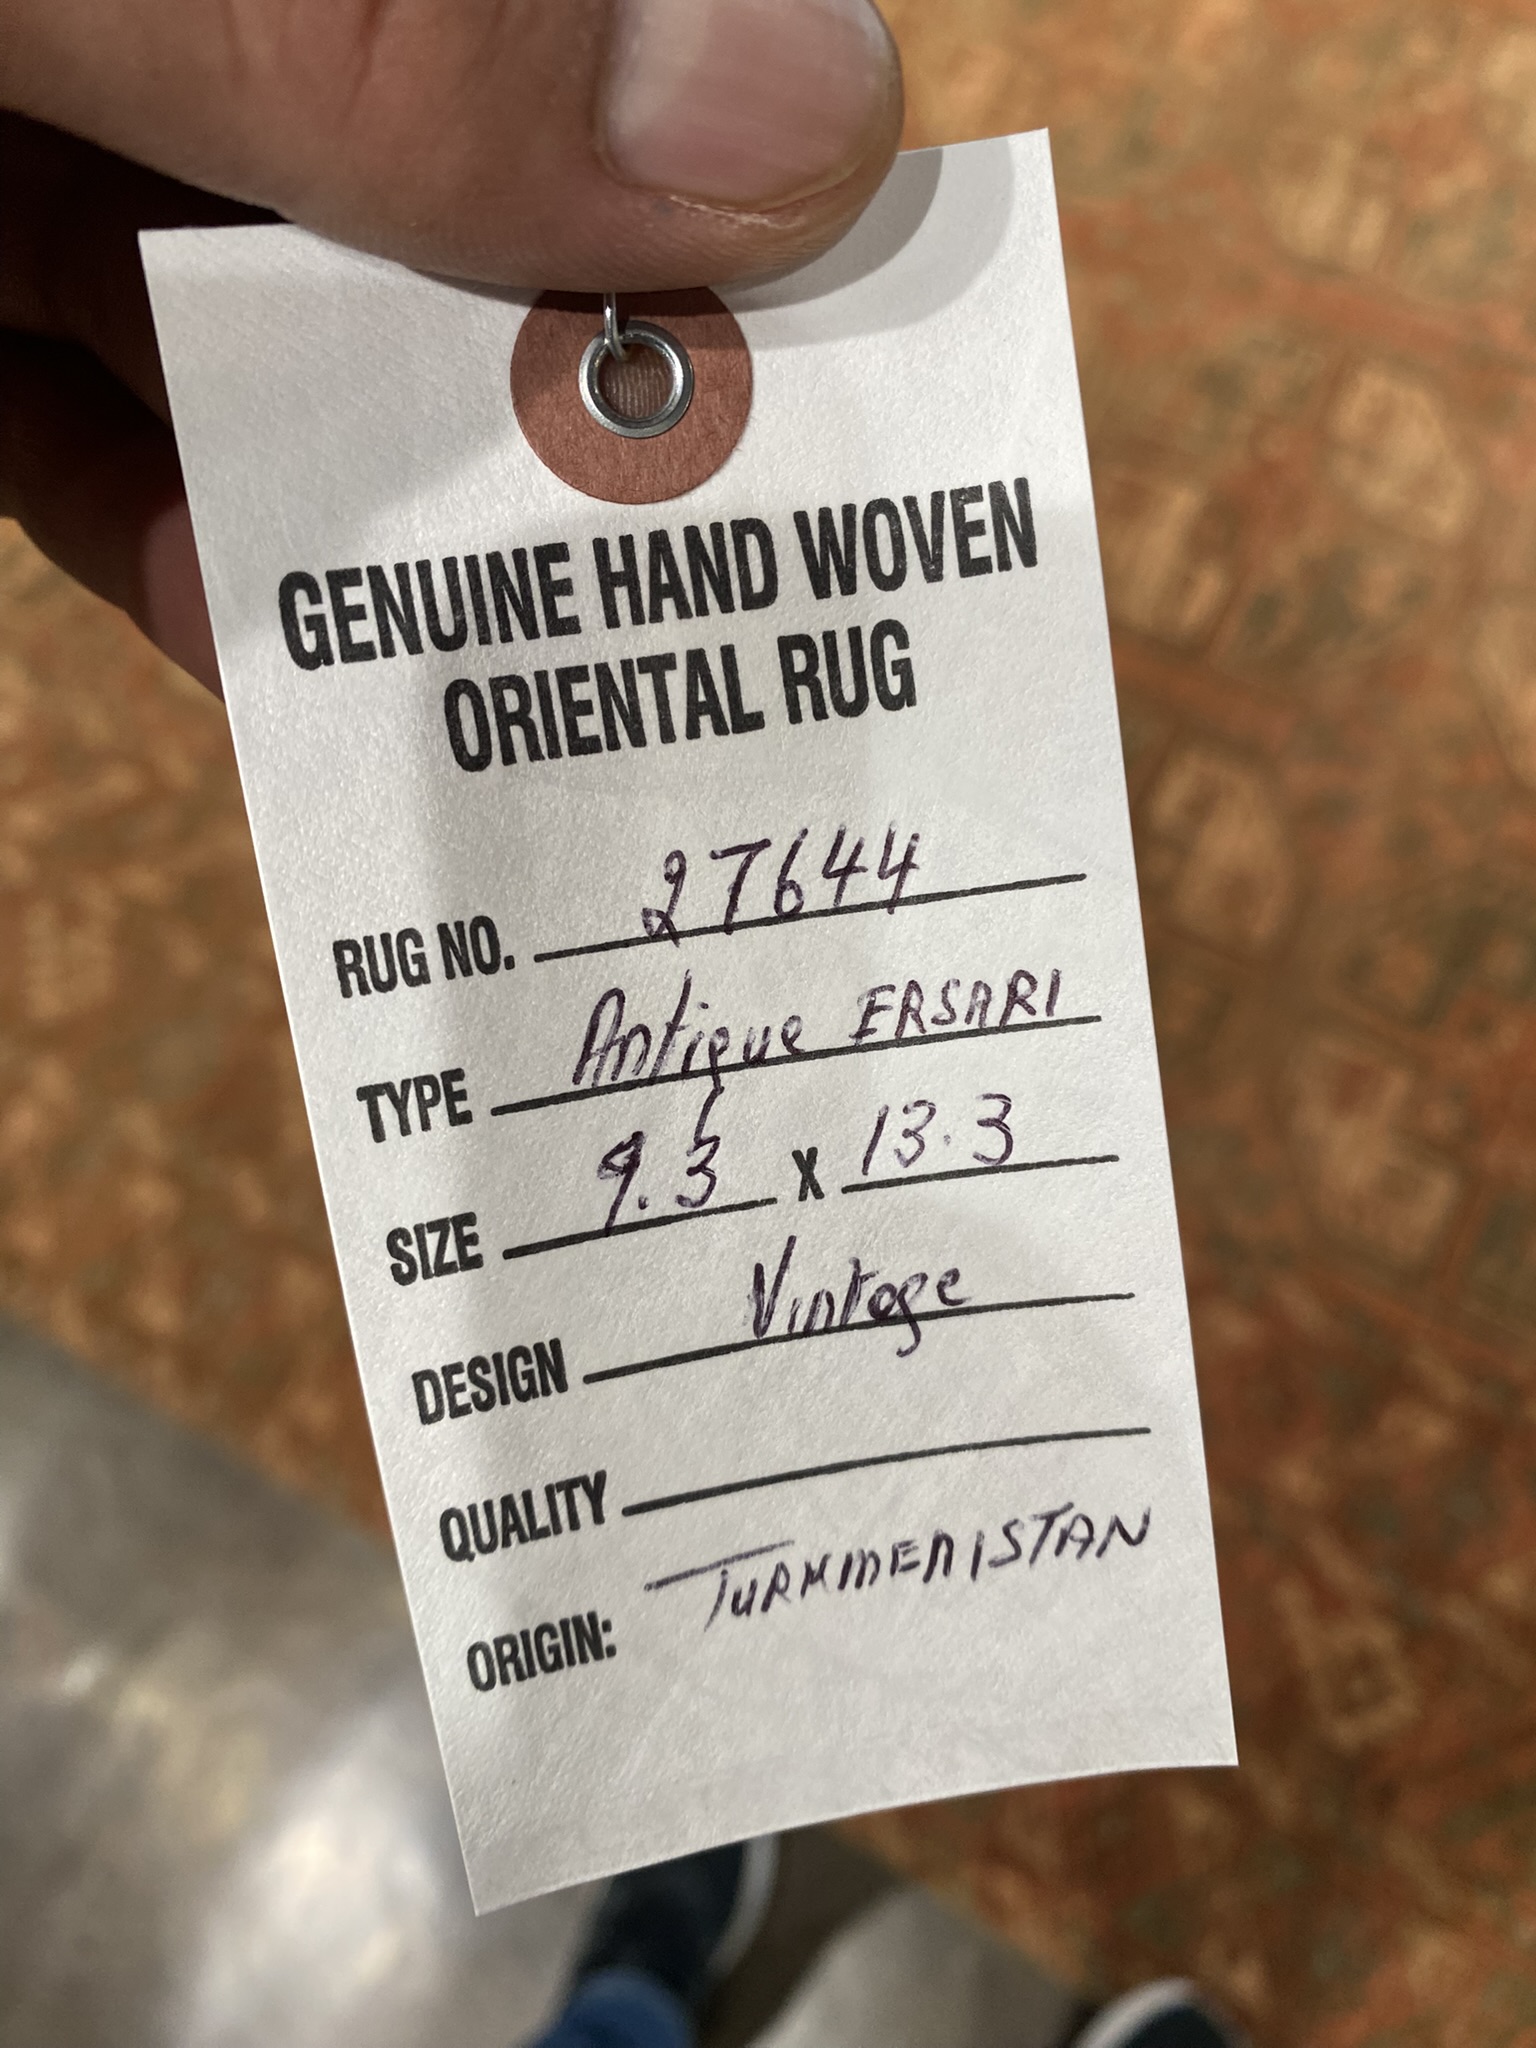 GENUINE HAND WOVEN
ORIENTAL RUG
RUG NO. 27644
TYPE Antique ERSARI
SIZE 9.3 X 13.3
DESIGN Vintage
QUALITY
ORIGIN: TURKMENISTAN